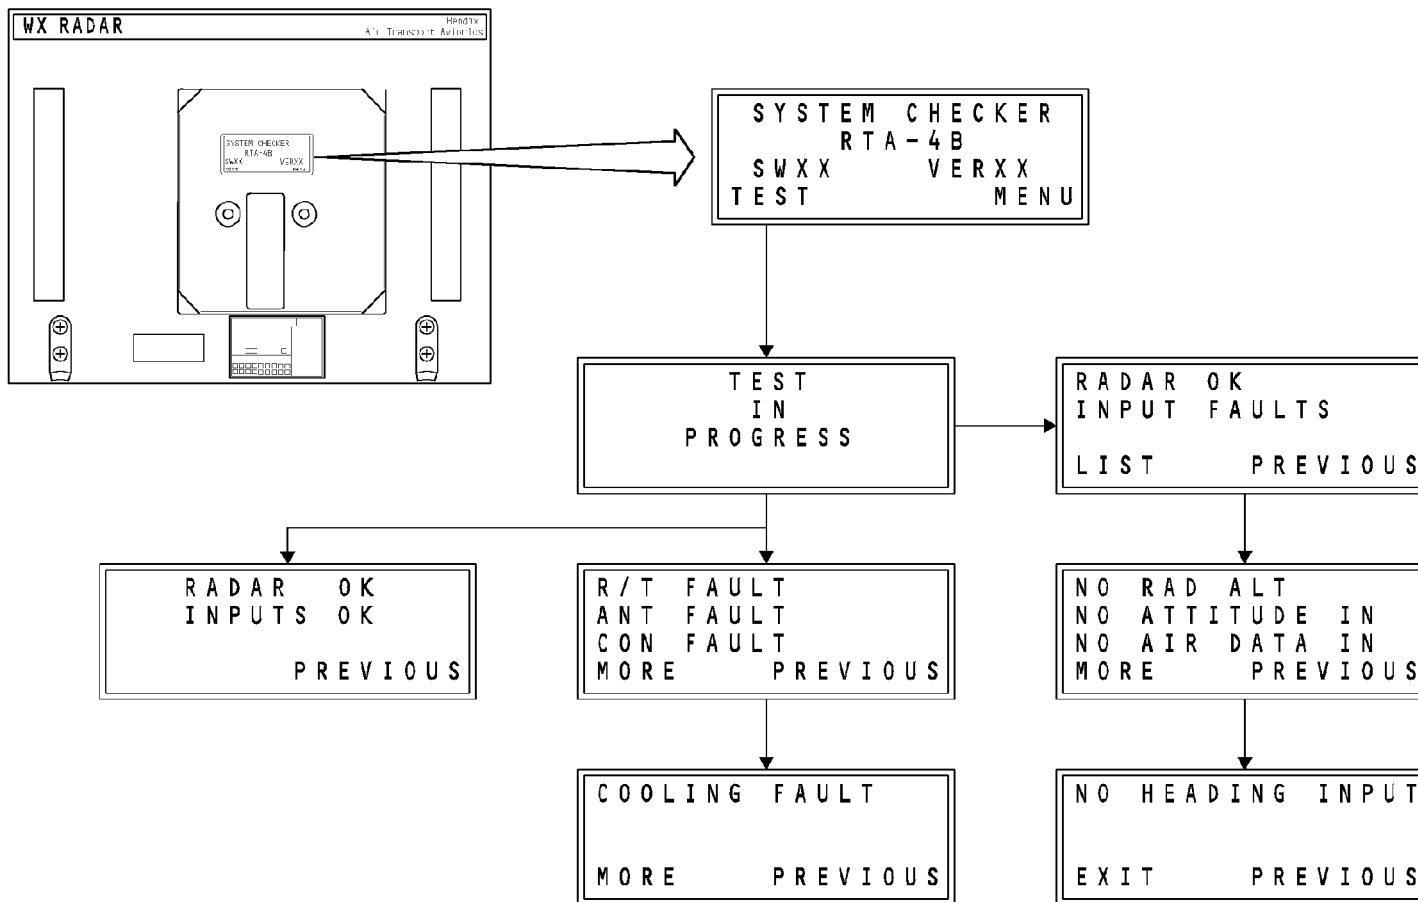 WX RADAR
Bendix
Air Transport Avionics
SYSTEM CHECKER
RTA-4B
SWXX VERXX
SYSTEM CHECKER
RTA-4B
SWXX VERXX
TEST MENU
TEST
IN
PROGRESS
RADAR OK
INPUT FAULTS
LIST PREVIOUS
RADAR OK
INPUTS OK
PREVIOUS
R/T FAULT
ANT FAULT
CON FAULT
MORE PREVIOUS
NO RAD ALT
NO ATTITUDE IN
NO AIR DATA IN
MORE PREVIOUS
COOLING FAULT
MORE PREVIOUS
NO HEADING INPUT
EXIT PREVIOUS